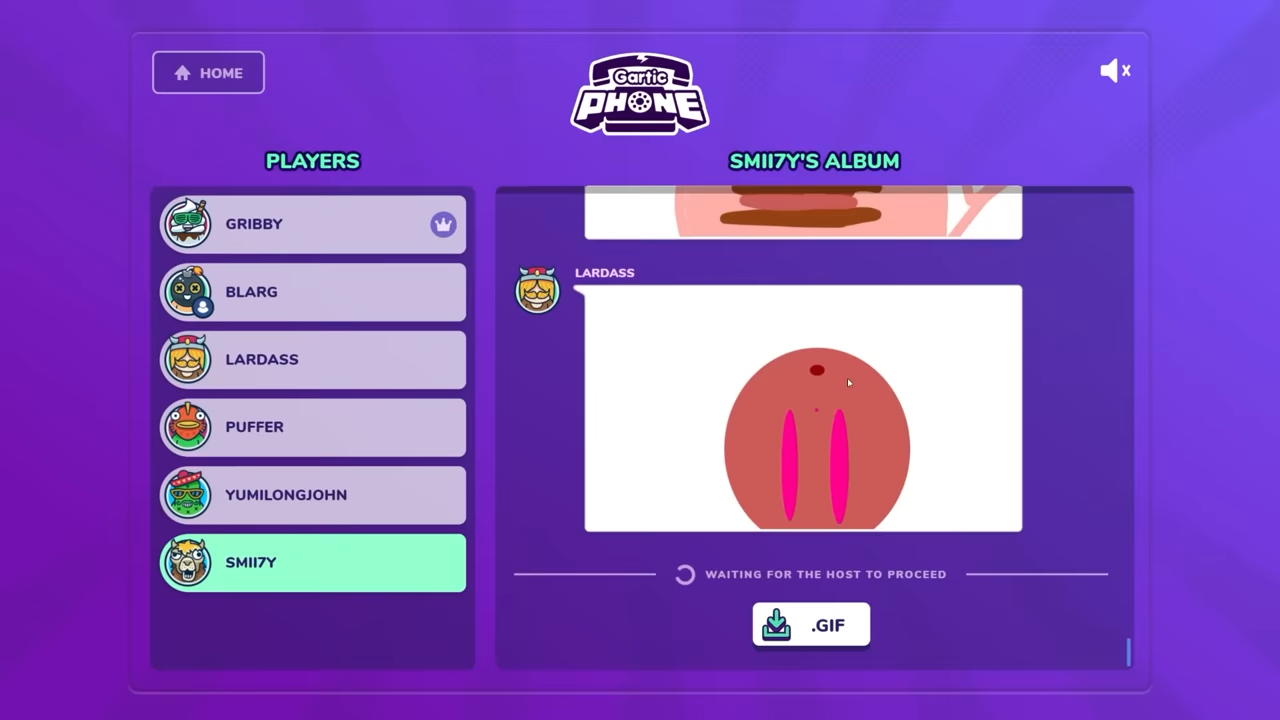 HOME
Gartic
PHONE
x
PLAYERS
SMII7Y'S ALBUM
GRIBBY
BLARG
LARDASS
PUFFER
YUMILONGJOHN
SMII7Y
LARDASS
WAITING FOR THE HOST TO PROCEED
.GIF